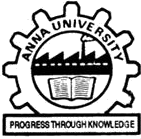 ANNA UNIVERSITY
PROGRESS THROUGH KNOWLEDGE